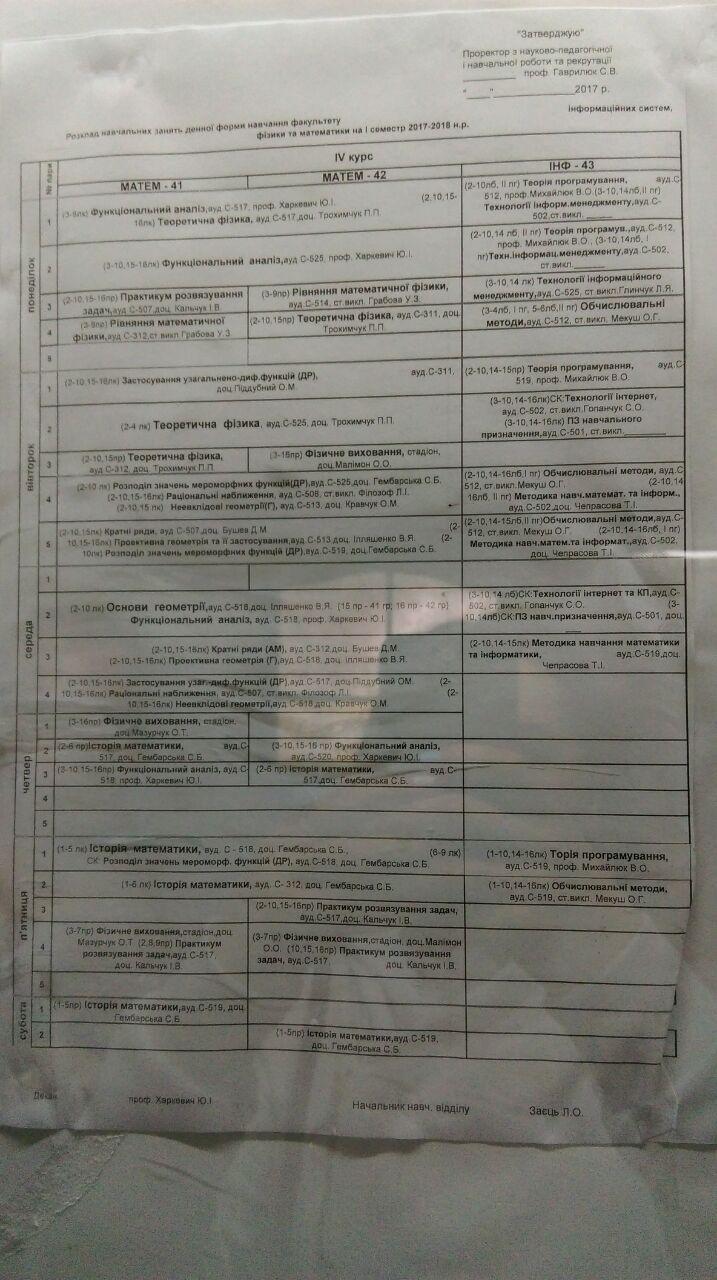 "Затверджую"
Проректор з науково-педагогічної
і навчальної роботи та рекрутації
________ проф. Гаврилюк С.В.
"____"______________2017 р.
інформаційних систем,
Розклад навчальних занять денної форми навчання факультету
фізики та математики на І семестр 2017-2018 н.р.
№ пари
IV курс
МАТЕМ - 41
МАТЕМ - 42
ІНФ - 43
понеділок
1
(3-9лк) Функціональний аналіз,ауд С-517, проф. Харкевич Ю.І. (2,10,15-
16лк) Теоретична фізика, ауд С-517,доц. Трохимчук П.П.
(2-10лб, ІІ пг) Теорія програмування, ауд.С-
512, проф. Михайлюк В.О.(3-10,14лб,ІІ пг)
Технології інформ.менеджменту,ауд.С-
502,ст.викл. ______
2
(3-10,15-16лк) Функціональний аналіз,ауд С-525, проф. Харкевич Ю.І.
(2-10,14 лб, ІІ пг) Теорія програмув.,ауд.С-512,
проф. Михайлюк В.О., (3-10,14лб, І
пг)Техн.інформац.менеджменту,ауд.С-502,
ст.викл.________
3
(2-10,15-16пр) Практикум розвязування
задач,ауд С-507,доц. Кальчук І.В.
(3-9пр) Рівняння математичної фізики,
ауд.С-514, ст.викл. Грабова У.З.
(3-10,14 лк) Технології інформаційного
менеджменту,ауд.С-525, ст.викл.Глинчук Л.Я.
4
(3-9пр) Рівняння математичної
фізики,ауд С-312,ст.викл Грабова У.З.
(2-10,15пр) Теоретична фізика, ауд С-311, доц.
Трохимчук П.П.
(3-4лб, І пг, 5-6лб,ІІ пг) Обчислювальні
методи,ауд.С-512, ст.викл. Мекуш О.Г.
5
вівторок
1
(2-10,15-16лк) Застосування узагальнено-диф.функцій (ДР), ауд.С-311,
доц.Піддубний О.М.
(2-10,14-15пр) Теорія програмування, ауд.С-
519, проф. Михайлюк В.О.
2
(2-4 лк) Теоретична фізика, ауд С-525, доц. Трохимчук П.П.
(3-10,14-16лк)СК:Технології інтернет,
ауд.С-502, ст.викл. Гопанчук С.О.
(3-10,14-16лк) ПЗ навчального
призначення,ауд.С-501, ст.викл.________
3
(2-10,15пр) Теоретична фізика,
ауд С-312, доц. Трохимчук П.П.
(3-16пр) Фізичне виховання, стадіон,
доц.Малімон О.О.
4
(2-10 лк) Розподіл значень мероморфних функцій(ДР),ауд.С-525,доц. Гембарська С.Б.
(2-10,15-16лк) Раціональні наближення, ауд С-508, ст.викл. Філозоф Л.І.
(2-10,15 лк) Неевклідові геометрії(Г), ауд С-513, доц. Кравчук О.М.
(2-10,14-16лб,І пг) Обчислювальні методи, ауд.С-
512, ст.викл.Мекуш О.Г. (2-10,14
16лб, ІІ пг) Методика навч.математ. та інформ.,
ауд.С-502,доц. Чепрасова Т.І.
5
(2-10,15лк) Кратні ряди, ауд С-507,доц. Бушев Д.М (2-
10,15-16лк) Проективна геометрія та її застосування,ауд С-513 доц. Ілляшенко В.Я. (2-
10лк) Розподіл значень мероморфних функцій (ДР),ауд С-519, доц.Гембарська С.Б.
(2-10,14-15лб,ІІ пг)Обчислювальні методи,ауд.С-
512, ст.викл. Мекуш О.Г. (2-10,14-16лб, І пг)
Методика навч.матем.та інформат.,ауд.С-502,
доц. Чепрасова Т.І.
середа
1
2
(2-10 лк) Основи геометрії,ауд С-518,доц. Ілляшенко В.Я. {15 пр - 41 гр; 16 пр - 42 гр}
Функціональний аналіз, ауд С-518, проф. Харкевич Ю.І.
(3-10,14 лб)СК:Технології інтернет та КП,ауд.С-
502, ст.викл. Гопанчук С.О. (3-
10,14лб)СК:ПЗ навч.призначення,ауд.С-501, доц.
3
(2-10,15-16лк) Кратні ряди (АМ), ауд С-312,доц. Бушев Д.М
(2-10,15-16лк) Проективна геометрія (Г),ауд С-518, доц. Ілляшенко В.Я.
(2-10,14-15лк) Методика навчання математики
та інформатики, ауд.С-519,доц.
Чепрасова Т.І.
4
(2-10,15-16лк) Застосування узаг.-диф.функцій (ДР),ауд.С-517, доц.Піддубний ОМ. (2-
10,15-16лк) Раціональні наближення, ауд.С-507, ст.викл. Філозоф Л.І. (2-
10,15-16лк) Неевклідові геометрії,ауд С-518,доц. Кравчук О.М.
четвер
1
(3-16пр) Фізичне виховання, стадіон,
доц.Мазурчук О.Т.
2
(2-6 пр)Історія математики, ауд.С-
517, доц. Гембарська С.Б.
(3-10,15-16 пр) Функціональний аналіз,
ауд.С-520, проф. Харкевич Ю.І.
3
(3-10,15-16пр) Функціональний аналіз, ауд С-
518, проф. Харкевич Ю.І.
(2-6 пр) Історія математики, ауд.С-
517,доц. Гембарська С.Б.
4
5
п'ятниця
1
(1-5 лк) Історія математики, ауд. С - 518, доц. Гембарська С.Б., (6-9 лк)
СК: Розподіл значень мероморф. функцій (ДР), ауд.С-518, доц. Гембарська С.Б.
(1-10,14-16лк) Торія програмування,
ауд.С-519, проф. Михайлюк В.О.
2
(1-5 лк) Історія математики, ауд. С- 312, доц. Гембарська С.Б.
(1-10,14-16лк) Обчислювальні методи,
ауд.С-519, ст.викл. Мекуш О.Г.
3
(2-10,15-16пр) Практикум розвязування задач,
ауд.С-517,доц. Кальчук І.В.
4
(3-7пр) Фізичне виховання,стадіон,доц.
Мазурчук О.Т (2,8,9пр) Практикум
розвязування задач,ауд С-517,
доц. Кальчук І.В.
(3-7пр) Фізичне виховання,стадіон, доц.Малімон
О.О. (10,15,16пр) Практикум розвязування
задач, ауд.С-517, доц. Кальчук І.В.
5
субота
1
(1-5пр) Історія математики,ауд.С-519, доц.
Гембарська С.Б.
2
(1-5пр) Історія математики,ауд.С-519,
доц. Гембарська С.Б.
Декан проф. Харкевич Ю.І
Начальник навч. відділу Заєць Л.О.